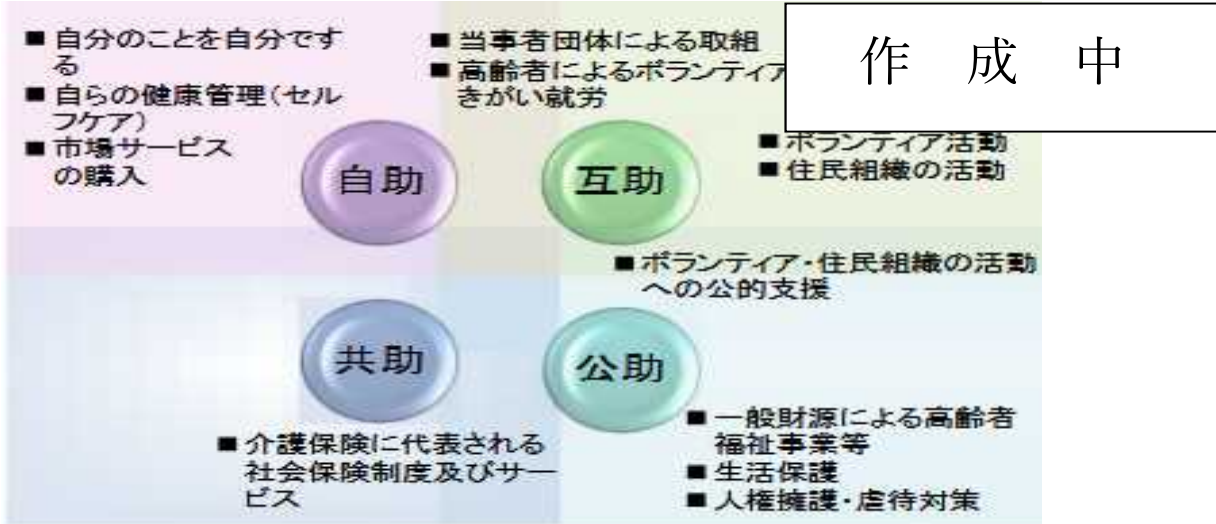 ■ 自分のことを自分です
る
■ 自らの健康管理(セル
フケア)
■ 市場サービス
の購入
■ 当事者団体による取組
■ 高齢者によるボランティア
きがい就労
作 成 中
■ ボランティア活動
■ 住民組織の活動
自助
互助
■ ボランティア・住民組織の活動
への公的支援
共助
公助
■ 介護保険に代表される
社会保険制度及びサー
ビス
■ 一般財源による高齢者
福祉事業等
■ 生活保護
■ 人権擁護・虐待対策